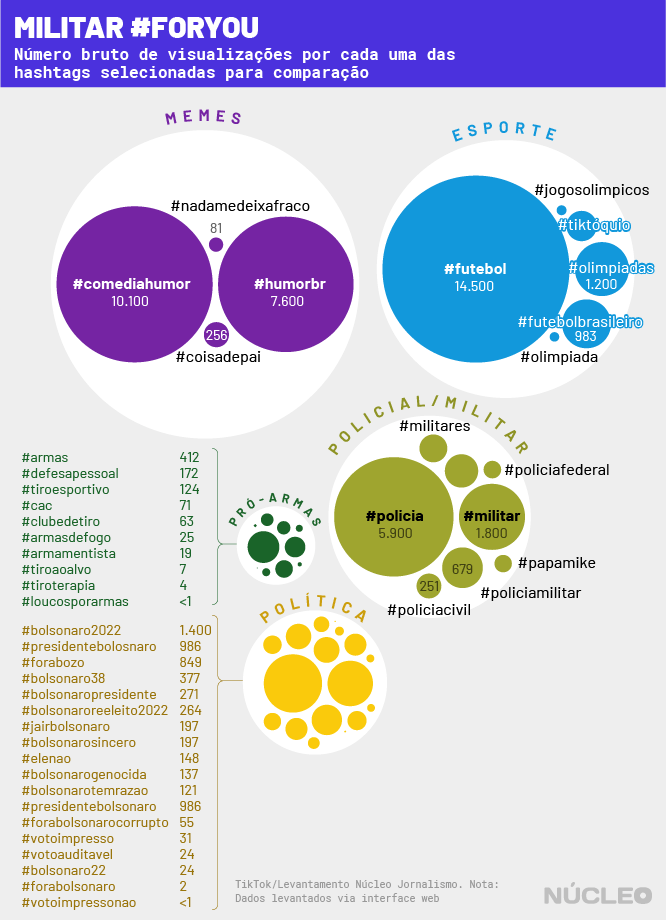 MILITAR #FORYOU
Número bruto de visualizações por cada uma das
hashtags selecionadas para comparação
MEMES
#nadamedeixafraco
81
#comediahumor
10.100
#humorbr
7.600
256
#coisadepai
ESPORTE
#jogosolimpicos
#tiktóquio
#futebol
14.500
#olimpiadas
1.200
#futebolbrasileiro
983
#olimpiada
POLICIAL/MILITAR
#militares
#policiafederal
#policia
5.900
#militar
1.800
#papamike
679
251
#policiamilitar
#policiacivil
PRÓ-ARMAS
#armas 412
#defesapessoal 172
#tiroesportivo 124
#cac 71
#clubedetiro 63
#armasdefogo 25
#armamentista 19
#tiroaoalvo 7
#tiroterapia 4
#loucosporarmas <1
POLÍTICA
#bolsonaro2022 1.400
#presidentebolosnaro 986
#forabozo 849
#bolsonaro38 377
#bolsonaropresidente 271
#bolsonaroreeleito2022 264
#jairbolsonaro 197
#bolsonarosincero 197
#elenao 148
#bolsonarogenocida 137
#bolsonarotemrazao 121
#presidentebolsonaro 986
#forabolsonarocorrupto 55
#votoimpresso 31
#votoauditavel 24
#bolsonaro22 24
#forabolsonaro 2
#votoimpressonao <1
TikTok/Levantamento Núcleo Jornalismo. Nota:
Dados levantados via interface web
NÚCLEO